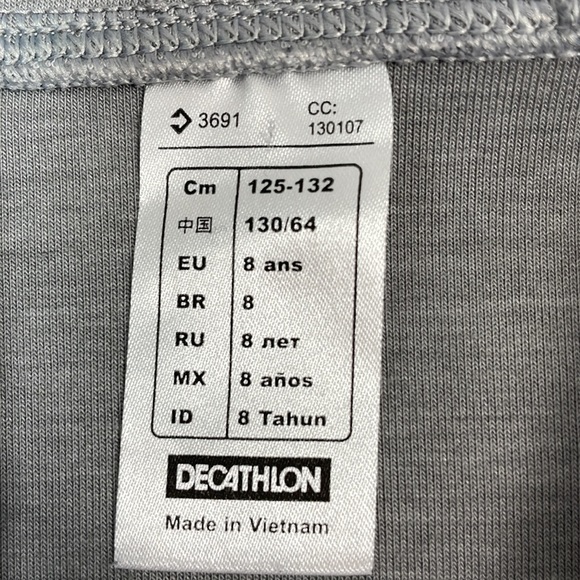 3691 CC:
130107
Cm 125-132
中国 130/64
EU 8 ans
BR 8
RU 8 лет
MX 8 años
ID 8 Tahun
DECATHLON
Made in Vietnam